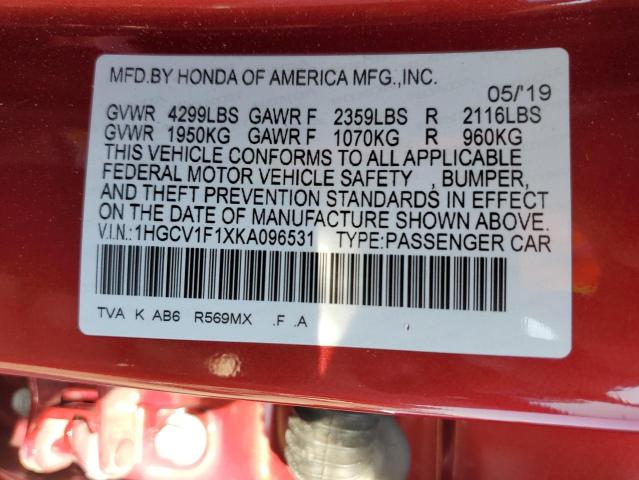 MFD.BY HONDA OF AMERICA MFG.,INC.
05/'19
GVWR 4299LBS GAWR F 2359LBS R 2116LBS
GVWR 1950KG GAWR F 1070KG R 960KG
THIS VEHICLE CONFORMS TO ALL APPLICABLE
FEDERAL MOTOR VEHICLE SAFETY , BUMPER,
AND THEFT PREVENTION STANDARDS IN EFFECT
ON THE DATE OF MANUFACTURE SHOWN ABOVE.
V.I.N.:1HGCV1F1XKA096531 TYPE:PASSENGER CAR
TVA K AB6 R569MX .F .A